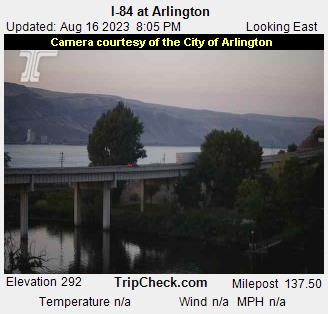 I-84 at Arlington
Updated: Aug 16 2023 8:05 PM Looking East
Camera courtesy of the City of Arlington
Elevation 292 TripCheck.com Milepost 137.50
Temperature n/a Wind n/a MPH n/a